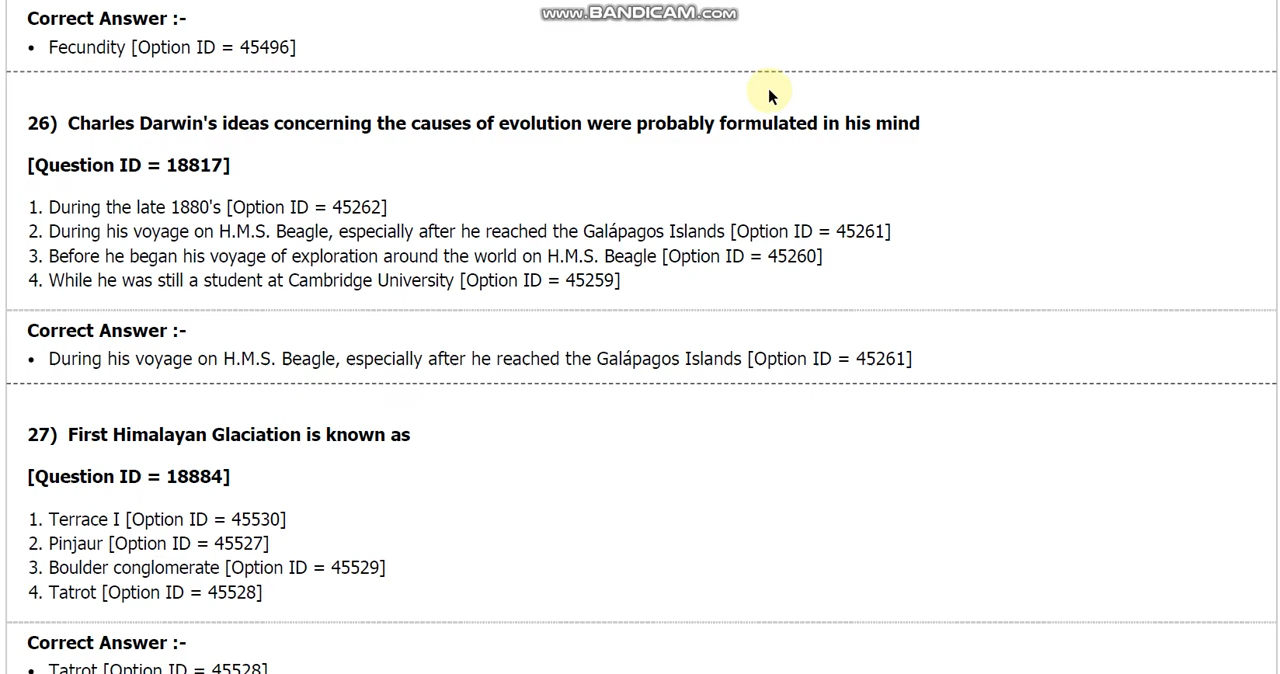 www.BANDICAM.com
Correct Answer :-
• Fecundity [Option ID = 45496]
26) Charles Darwin's ideas concerning the causes of evolution were probably formulated in his mind
[Question ID = 18817]
1. During the late 1880's [Option ID = 45262]
2. During his voyage on H.M.S. Beagle, especially after he reached the Galápagos Islands [Option ID = 45261]
3. Before he began his voyage of exploration around the world on H.M.S. Beagle [Option ID = 45260]
4. While he was still a student at Cambridge University [Option ID = 45259]
Correct Answer :-
• During his voyage on H.M.S. Beagle, especially after he reached the Galápagos Islands [Option ID = 45261]
27) First Himalayan Glaciation is known as
[Question ID = 18884]
1. Terrace I [Option ID = 45530]
2. Pinjaur [Option ID = 45527]
3. Boulder conglomerate [Option ID = 45529]
4. Tatrot [Option ID = 45528]
Correct Answer :-
• Tatrot [Option ID = 45528]